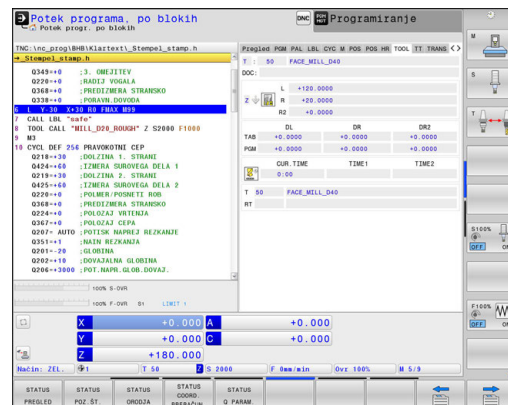 Potek programa, po blokih
Potek progr. po blokih
DNC
Programiranje
TNC:\nc_prog\BHB\Klartext\_Stempel_stamp.h
→_Stempel_stamp.h
Q349=+0 ;3. OMEJITEV
Q220=+0 ;RADIJ VOGALA
Q368=+0 ;PREDIZMERA STRANSKO
Q338=+0 ;PORAVN.DOVODA
6 L Y-30 X+30 R0 FMAX M99
7 CALL LBL "safe"
8 TOOL CALL "MILL_D20_ROUGH" Z S2000 F1000
9 M3
10 CYCL DEF 256 PRAVOKOTNI CEP
Q218=+30 ;DOLZINA 1. STRANI
Q424=+60 ;IZMERA SUROVEGA DELA 1
Q219=+30 ;DOLZINA 2. STRANI
Q425=+60 ;IZMERA SUROVEGA DELA 2
Q220=+0 ;POLMER/POSNETI ROB
Q368=+0 ;PREDIZMERA STRANSKO
Q224=+0 ;POLOZAJ VRTENJA
Q367=+0 ;POLOZAJ CEPA
Q207= AUTO ;POTISK NAPREJ REZKANJE
Q351=+1 ;NAIN REZKANJA
Q201=-20 ;GLOBINA
Q202=+10 ;DOVAJALNA GLOBINA
Q206=+3000 ;POT.NAPR.GLOB.DOVAJ.
Pregled PGM PAL LBL CYC M POS POS HR TOOL TT TRANS
T : 50 FACE_MILL_D40
DOC:
L +120.0000
Z R +20.0000
R2 +0.0000
DL DR DR2
TAB +0.0000 +0.0000 +0.0000
PGM +0.0000 +0.0000 +0.0000
CUR.TIME TIME1 TIME2
0:00
T 50 FACE_MILL_D40
RT
100% S-OVR
100% F-OVR S1 LIMIT 1
X +0.000 A +0.000
Y +0.000 C +0.000
Z +180.000
Način: ŽEL. 1 T 50 Z S 2000 F 0mm/min Ovr 100% M 5/9
M
S
T
S100%
OFF
F100%
OFF
STATUS PREGLED
STATUS POZ.ŠT.
STATUS ORODJA
STATUS COORD. PRERAČUN.
STATUS Q PARAM.